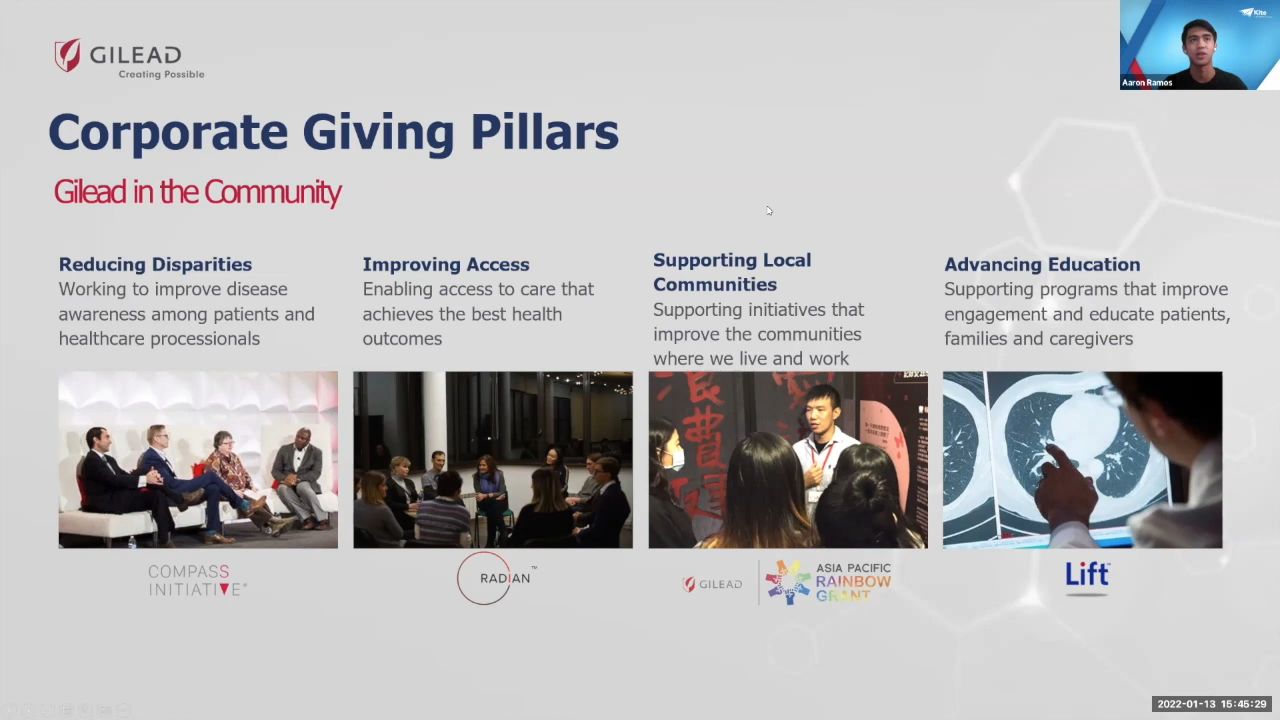 GILEAD
Creating Possible
Kite
Aaron Ramos
Corporate Giving Pillars
Gilead in the Community
Reducing Disparities
Working to improve disease
awareness among patients and
healthcare processionals
Improving Access
Enabling access to care that
achieves the best health
outcomes
Supporting Local
Communities
Supporting initiatives that
improve the communities
where we live and work
Advancing Education
Supporting programs that improve
engagement and educate patients,
families and caregivers
浪費
COMPASS
INITIATIVE®
RADIAN™
GILEAD
ASIA PACIFIC
RAINBOW
GRANT
Lift
2022-01-13 15:45:29